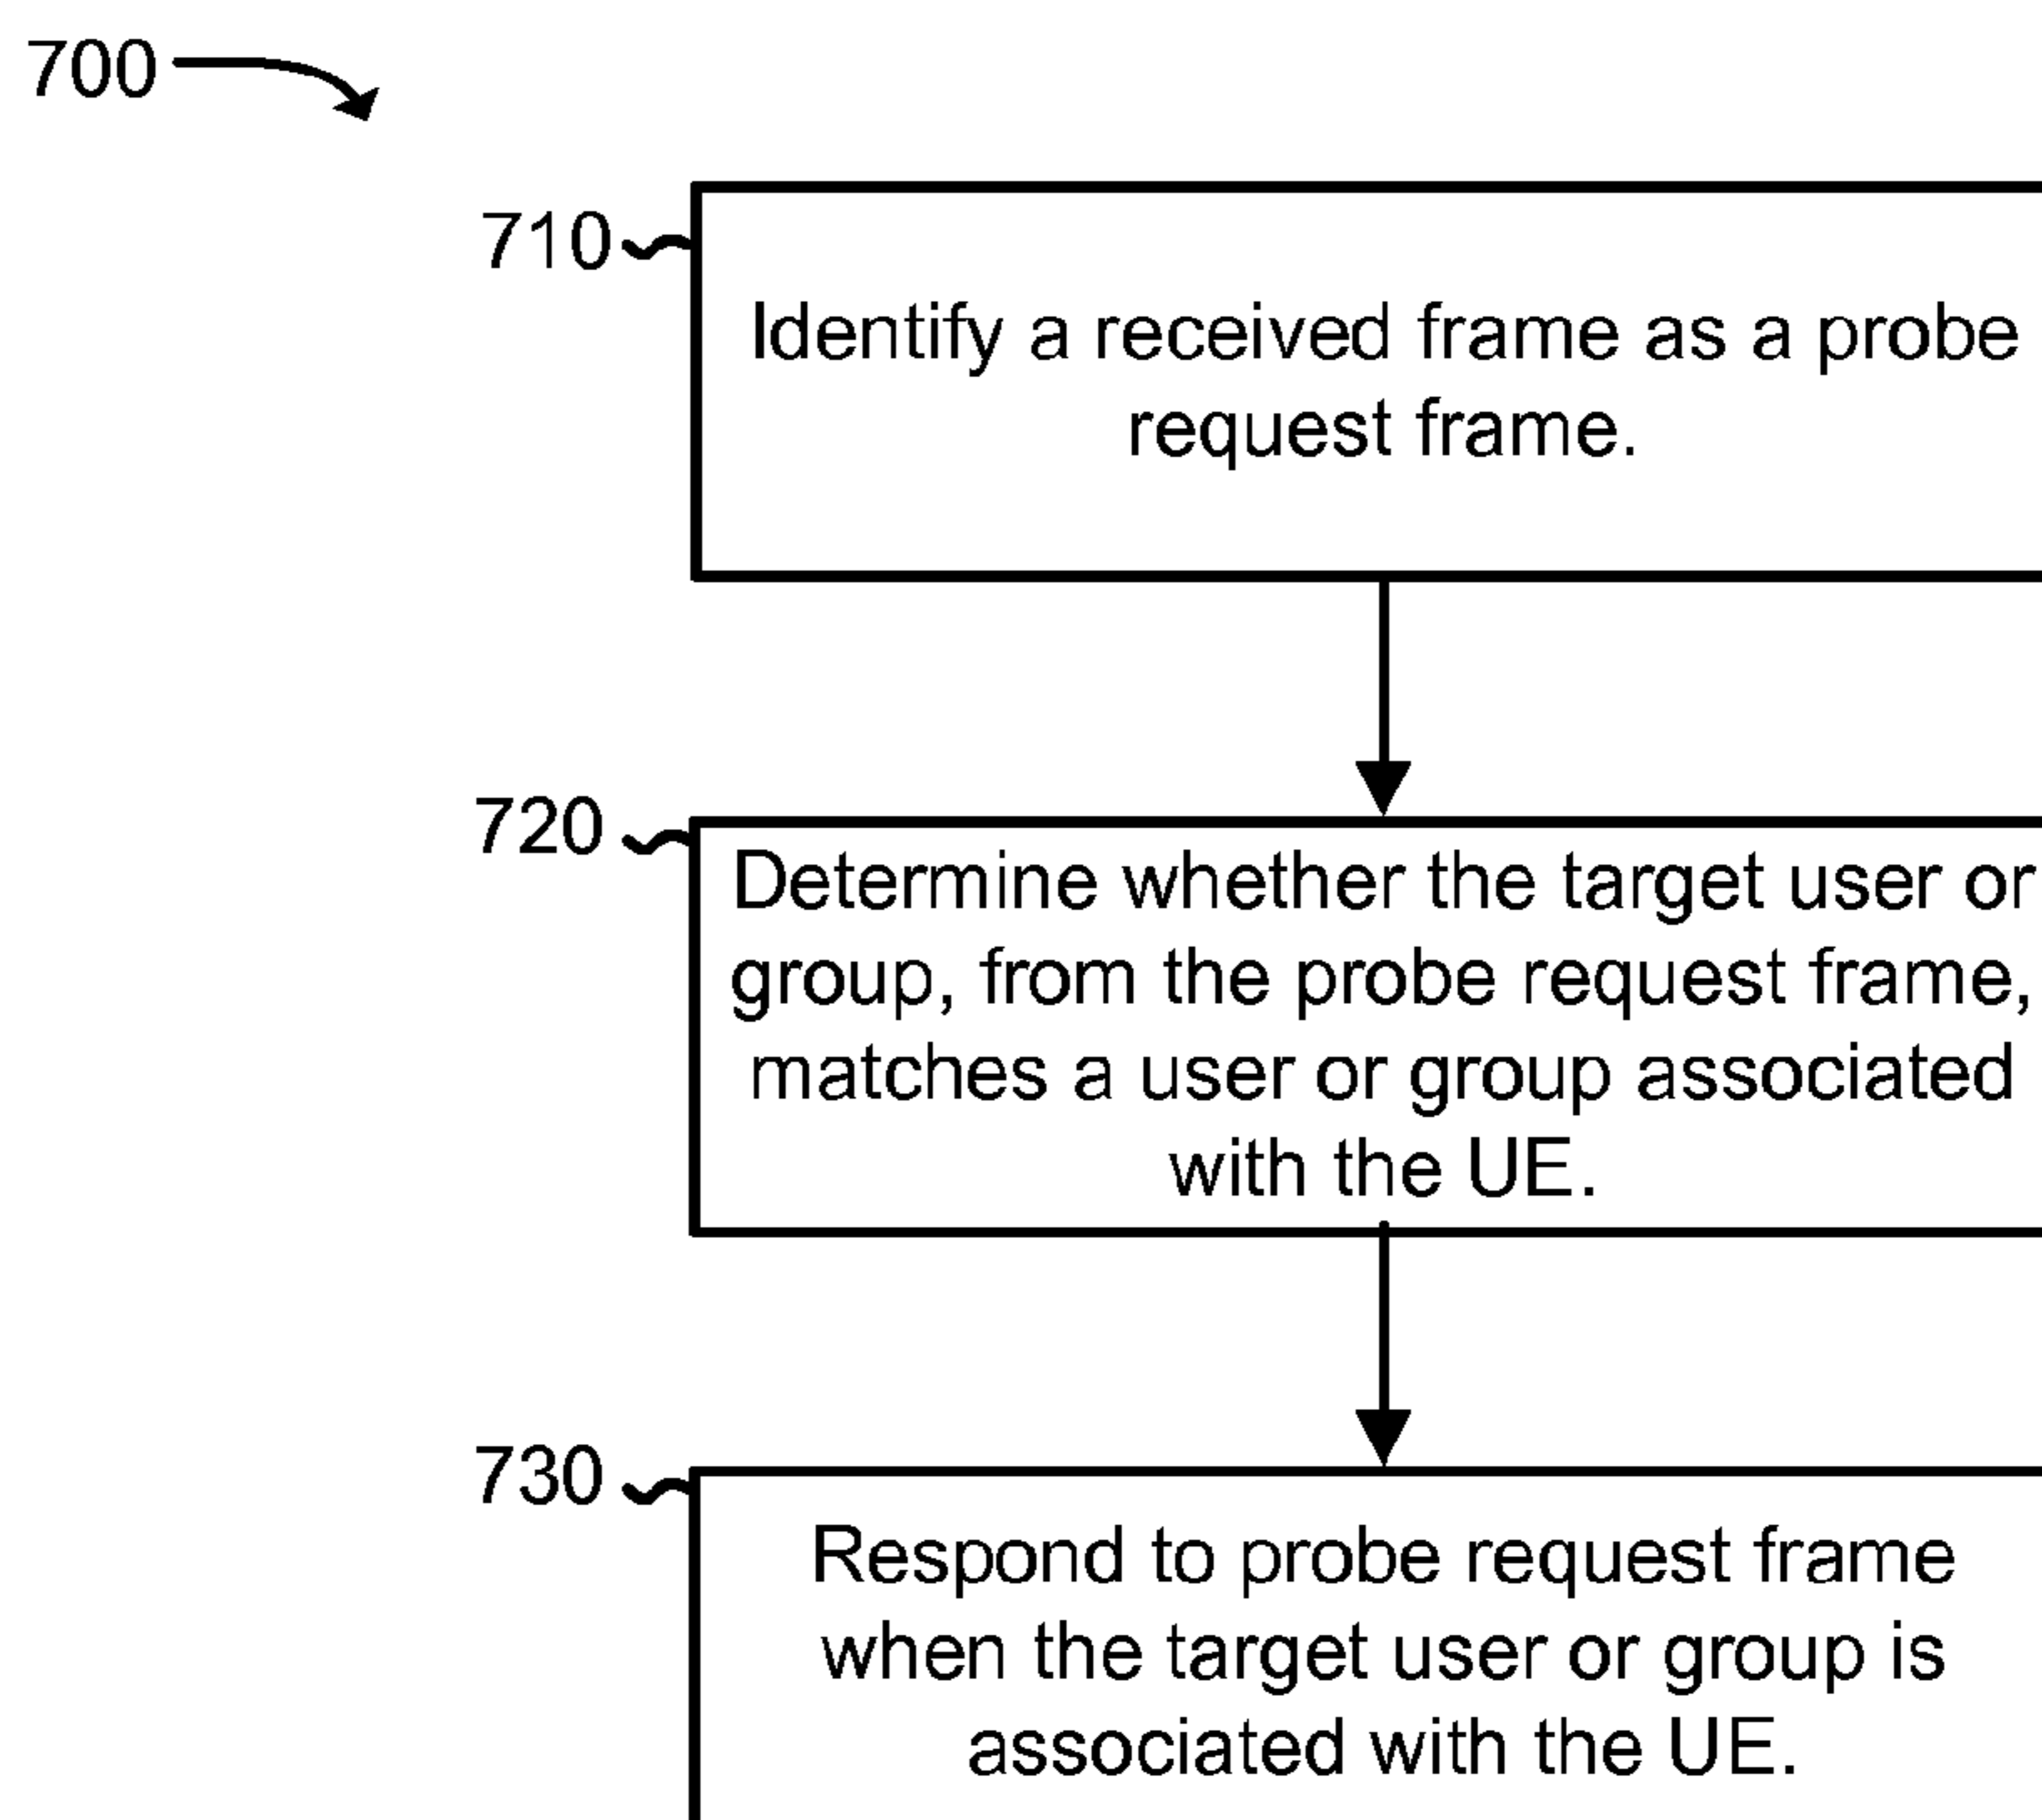 700
710
Identify a received frame as a probe
request frame.
720
Determine whether the target user or
group, from the probe request frame,
matches a user or group associated
with the UE.
730
Respond to probe request frame
when the target user or group is
associated with the UE.